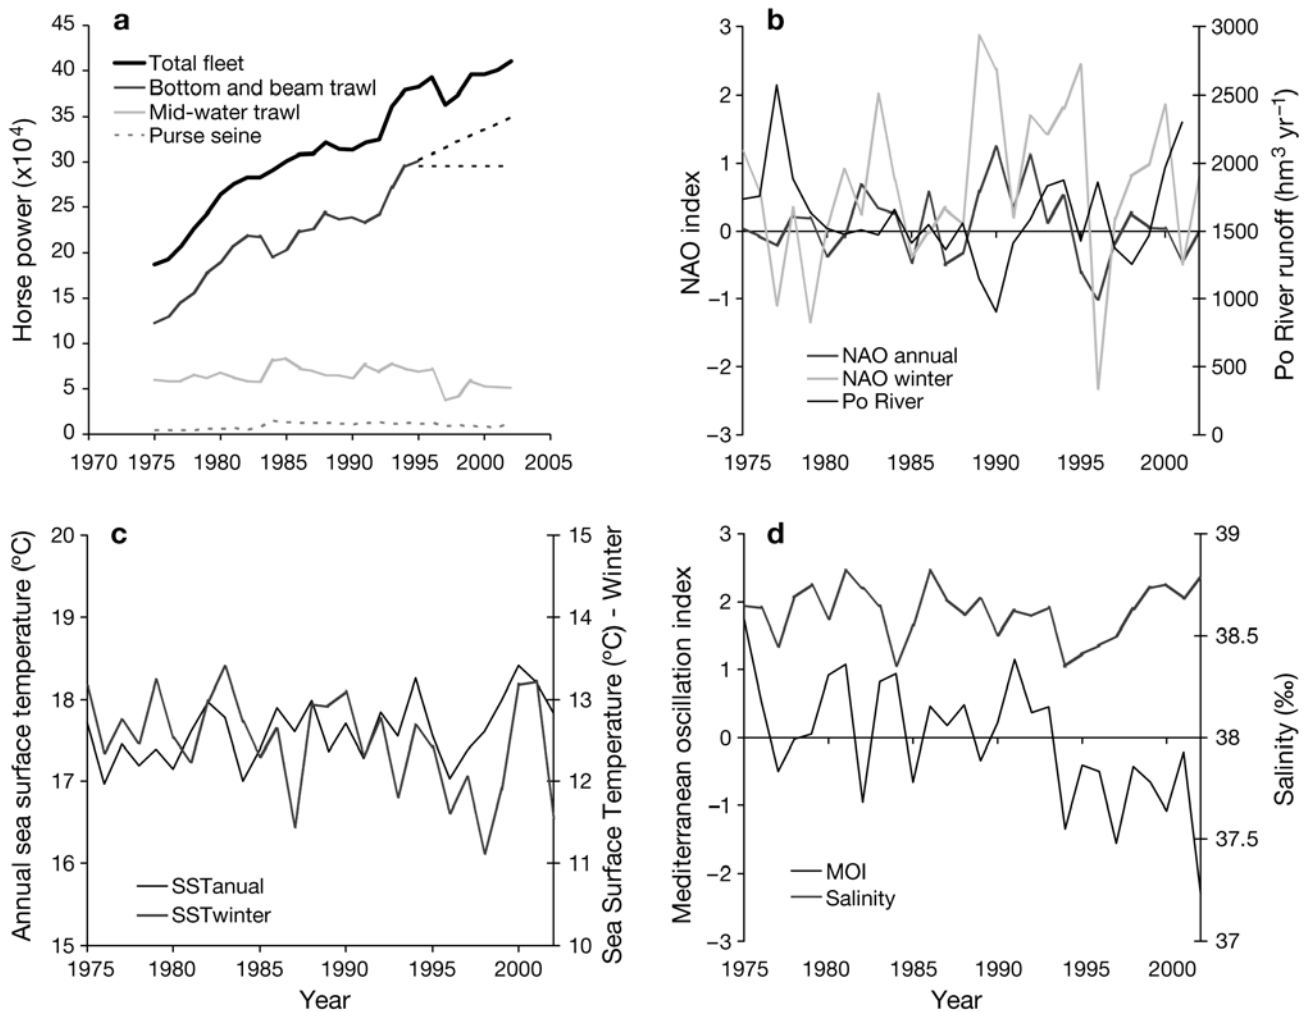 a
Horse power (x10⁴)
45
40
35
30
25
20
15
10
5
0
Total fleet
Bottom and beam trawl
Mid-water trawl
Purse seine
1970 1975 1980 1985 1990 1995 2000 2005
b
NAO index
3
2
1
0
−1
−2
−3
3000
2500
2000
1500
1000
500
0
Po River runoff (hm³ yr⁻¹)
NAO annual
NAO winter
Po River
1975 1980 1985 1990 1995 2000
c
Annual sea surface temperature (ºC)
20
19
18
17
16
15
15
14
13
12
11
10
Sea Surface Temperature (ºC) - Winter
SSTanual
SSTwinter
1975 1980 1985 1990 1995 2000
Year
d
Mediterranean oscillation index
3
2
1
0
−1
−2
−3
39
38.5
38
37.5
37
Salinity (‰)
MOI
Salinity
1975 1980 1985 1990 1995 2000
Year